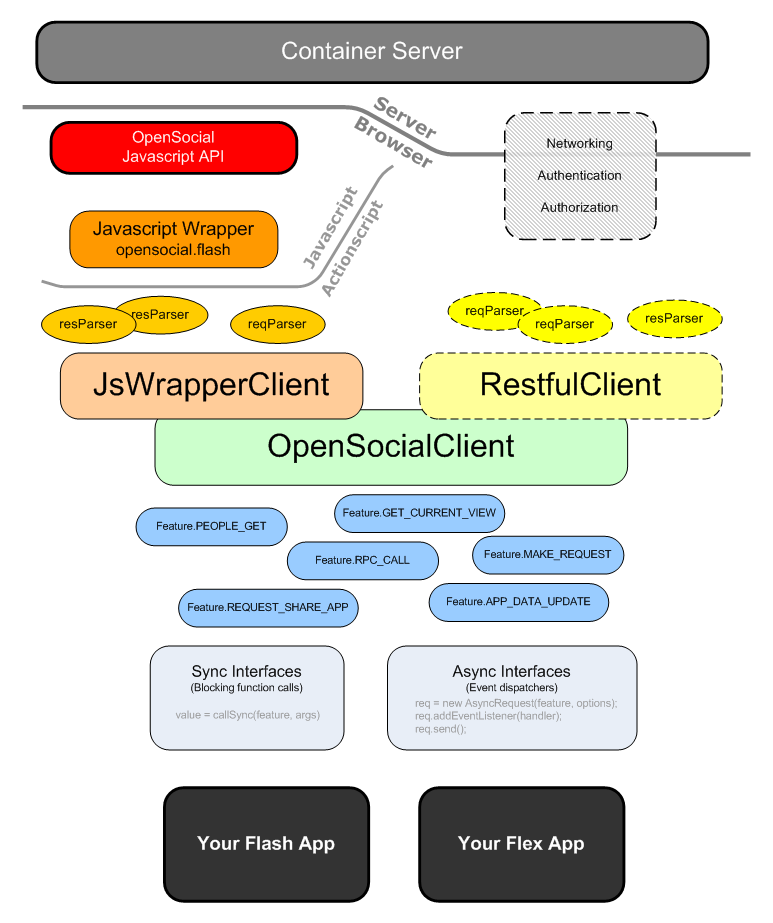 Container Server
Server
Browser
OpenSocial
Javascript API
Networking
Authentication
Authorization
Javascript Wrapper
opensocial.flash
Javascript
Actionscript
resParser
resParser
reqParser
reqParser
reqParser
resParser
JsWrapperClient
RestfulClient
OpenSocialClient
Feature.PEOPLE_GET
Feature.GET_CURRENT_VIEW
Feature.RPC_CALL
Feature.MAKE_REQUEST
Feature.REQUEST_SHARE_APP
Feature.APP_DATA_UPDATE
Sync Interfaces
(Blocking function calls)
value = callSync(feature, args)
Async Interfaces
(Event dispatchers)
req = new AsyncRequest(feature, options);
req.addEventListener(handler);
req.send();
Your Flash App
Your Flex App